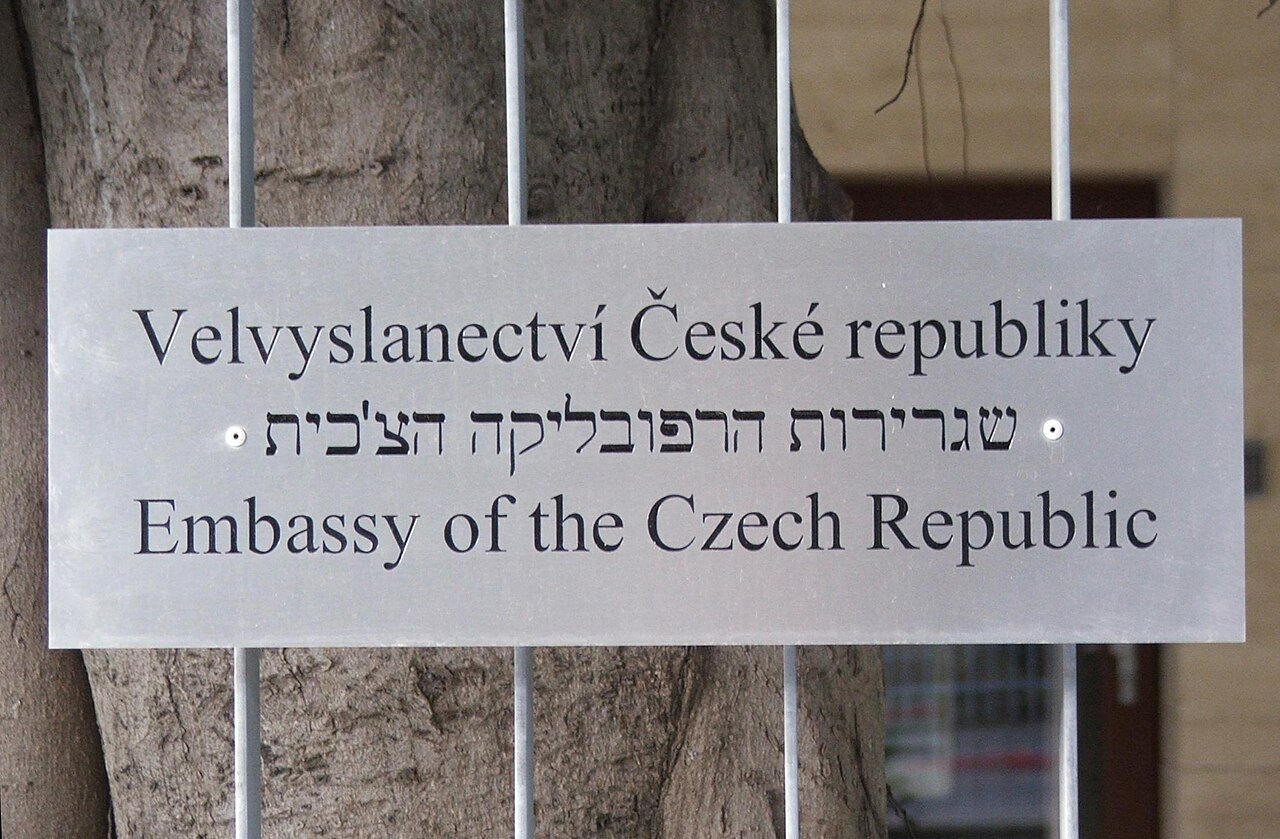 Velvyslanectví České republiky
שגרירות הרפובליקה הצ'כית
Embassy of the Czech Republic